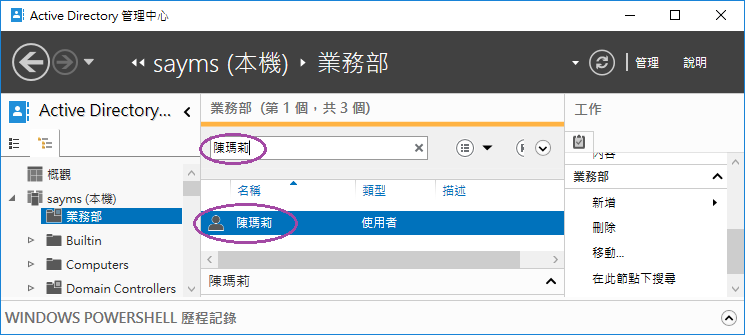 Active Directory 管理中心
sayms (本機) 業務部
管理
說明
Active Directory...
概觀
sayms (本機)
業務部
Builtin
Computers
Domain Controllers
業務部 (第 1 個，共 3 個)
陳瑪莉
名稱 類型 描述
陳瑪莉 使用者
陳瑪莉
工作
內容
業務部
新增
刪除
移動...
在此節點下搜尋
WINDOWS POWERSHELL 歷程記錄